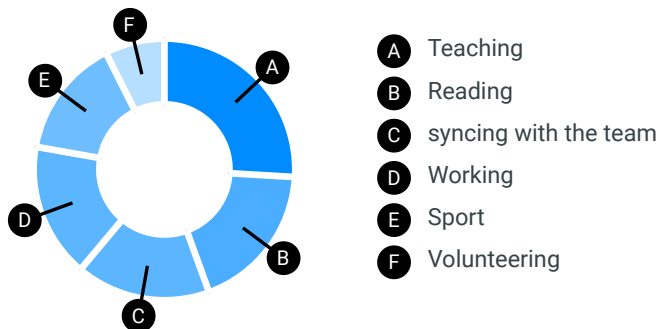 F
A
E
D
B
C
A Teaching
B Reading
C syncing with the team
D Working
E Sport
F Volunteering